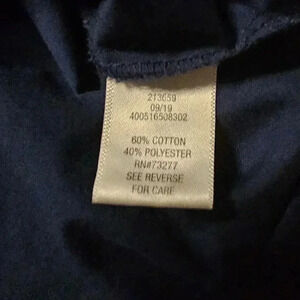 213659
09/19
400516508302
60% COTTON
40% POLYESTER
RN#73277
SEE REVERSE
FOR CARE